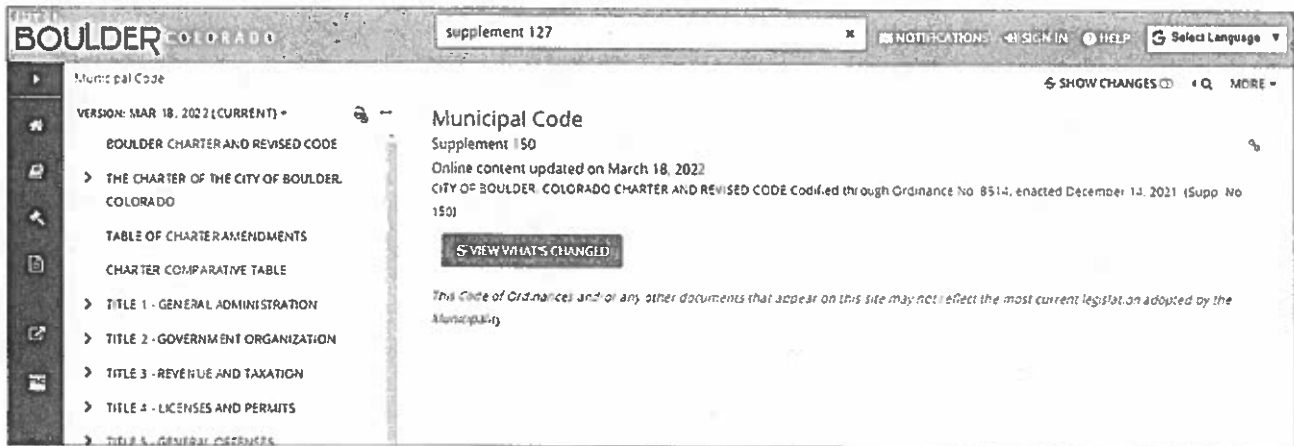 BOULDER COLORADO
supplement 127 ×
NOTIFICATIONS SIGN IN HELP G Select Language ▼
Municipal Code
SHOW CHANGES MORE
VERSION: MAR 18, 2022 (CURRENT)
BOULDER CHARTER AND REVISED CODE
THE CHARTER OF THE CITY OF BOULDER,
COLORADO
TABLE OF CHARTER AMENDMENTS
CHARTER COMPARATIVE TABLE
TITLE 1 - GENERAL ADMINISTRATION
TITLE 2 - GOVERNMENT ORGANIZATION
TITLE 3 - REVENUE AND TAXATION
TITLE 4 - LICENSES AND PERMITS
TITLE 5 - GENERAL OFFENSES
Municipal Code
Supplement 150
Online content updated on March 18, 2022
CITY OF BOULDER, COLORADO CHARTER AND REVISED CODE Codified through Ordinance No. 8514, enacted December 14, 2021. (Supp. No.
150)
VIEW WHAT'S CHANGED
This Code of Ordinances and/or any other documents that appear on this site may not reflect the most current legislation adopted by the
Municipality.